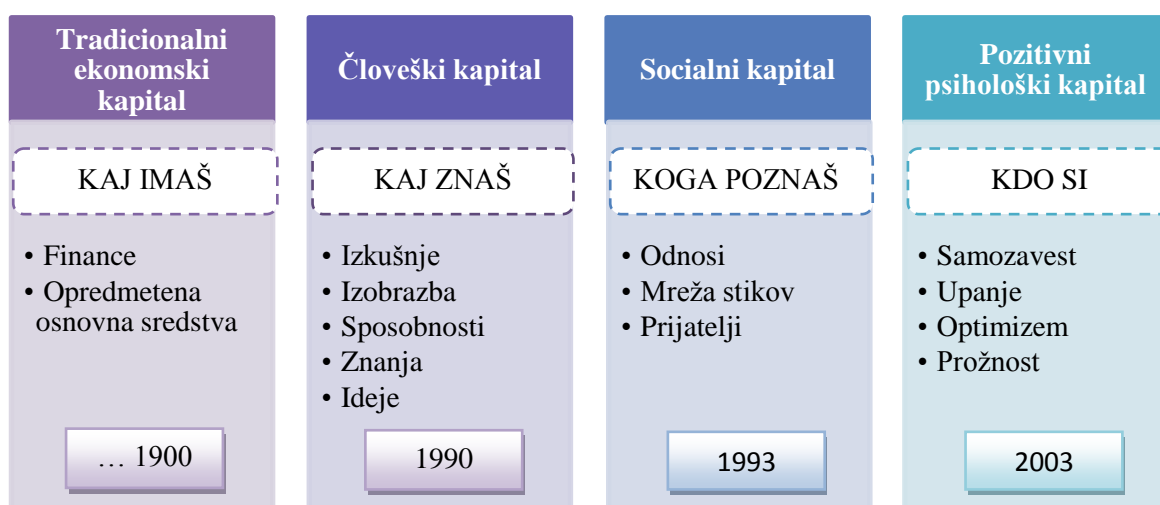 Tradicionalni
ekonomski
kapital
KAJ IMAŠ
• Finance
• Opredmetena
osnovna sredstva
… 1900
Človeški kapital
KAJ ZNAŠ
• Izkušnje
• Izobrazba
• Sposobnosti
• Znanja
• Ideje
1990
Socialni kapital
KOGA POZNAŠ
• Odnosi
• Mreža stikov
• Prijatelji
1993
Pozitivni
psihološki kapital
KDO SI
• Samozavest
• Upanje
• Optimizem
• Prožnost
2003